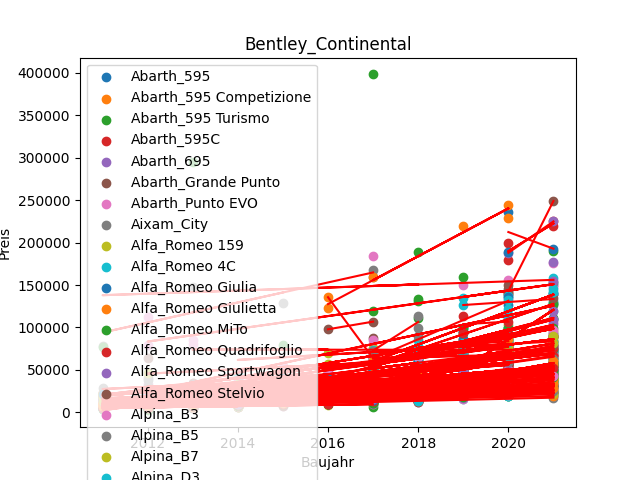 Bentley_Continental
400000
350000
300000
250000
200000
150000
100000
50000
0
Preis
Abarth_595
Abarth_595 Competizione
Abarth_595 Turismo
Abarth_595C
Abarth_695
Abarth_Grande Punto
Abarth_Punto EVO
Aixam_City
Alfa_Romeo 159
Alfa_Romeo 4C
Alfa_Romeo Giulia
Alfa_Romeo Giulietta
Alfa_Romeo MiTo
Alfa_Romeo Quadrifoglio
Alfa_Romeo Sportwagon
Alfa_Romeo Stelvio
Alpina_B3
Alpina_B5
Alpina_B7
Alpina_D3
2012 2014 2016 2018 2020
Baujahr